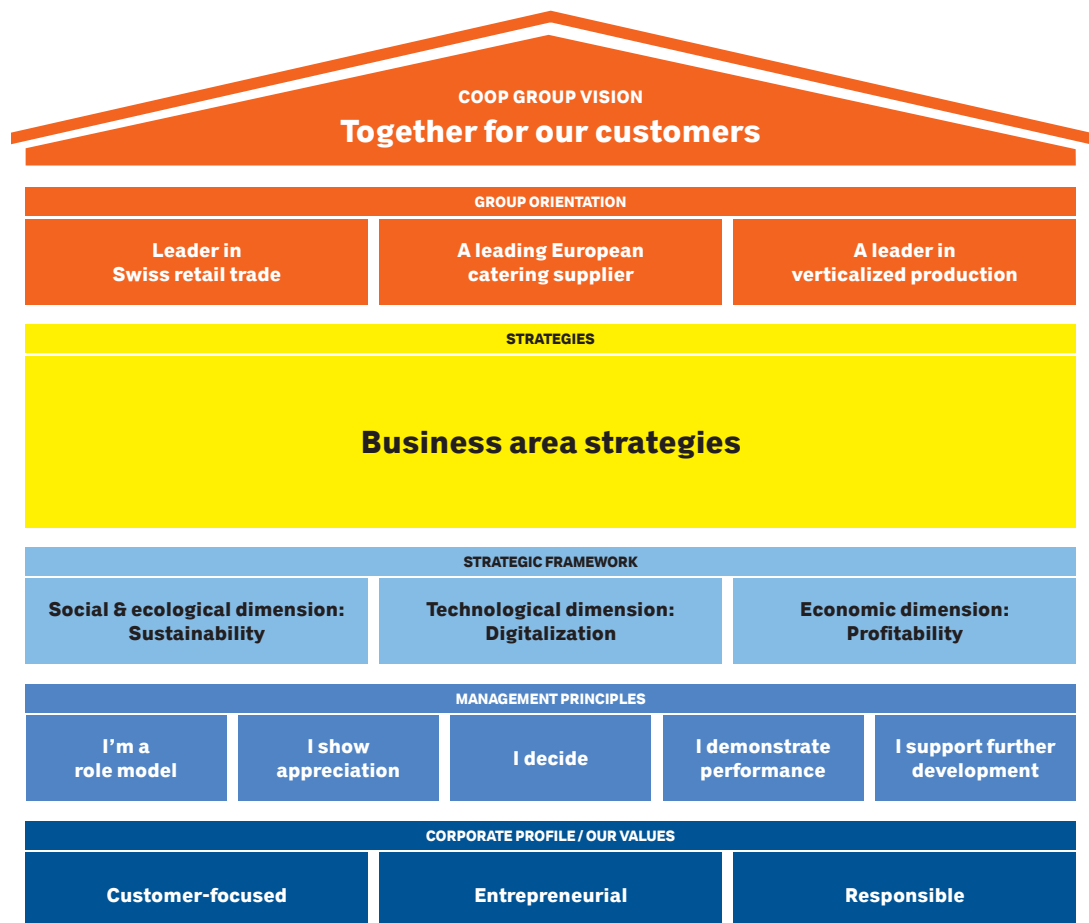 COOP GROUP VISION
Together for our customers
GROUP ORIENTATION
Leader in
Swiss retail trade
A leading European
catering supplier
A leader in
verticalized production
STRATEGIES
Business area strategies
STRATEGIC FRAMEWORK
Social & ecological dimension:
Sustainability
Technological dimension:
Digitalization
Economic dimension:
Profitability
MANAGEMENT PRINCIPLES
I’m a
role model
I show
appreciation
I decide
I demonstrate
performance
I support further
development
CORPORATE PROFILE / OUR VALUES
Customer-focused
Entrepreneurial
Responsible